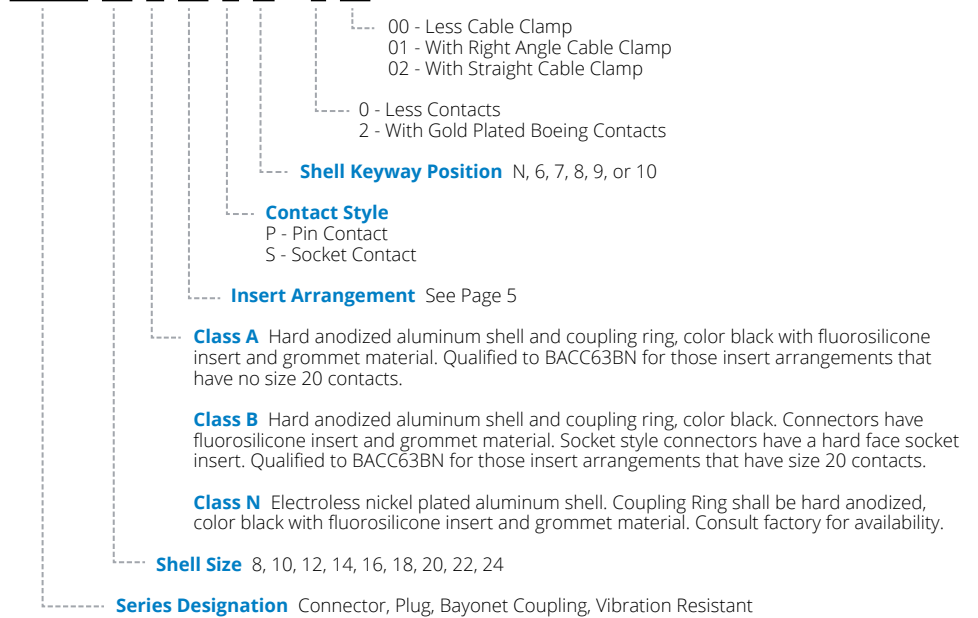 00 - Less Cable Clamp
01 - With Right Angle Cable Clamp
02 - With Straight Cable Clamp
0 - Less Contacts
2 - With Gold Plated Boeing Contacts
Shell Keyway Position N, 6, 7, 8, 9, or 10
Contact Style
P - Pin Contact
S - Socket Contact
Insert Arrangement See Page 5
Class A Hard anodized aluminum shell and coupling ring, color black with fluorosilicone
insert and grommet material. Qualified to BACC63BN for those insert arrangements that
have no size 20 contacts.
Class B Hard anodized aluminum shell and coupling ring, color black. Connectors have
fluorosilicone insert and grommet material. Socket style connectors have a hard face socket
insert. Qualified to BACC63BN for those insert arrangements that have size 20 contacts.
Class N Electroless nickel plated aluminum shell. Coupling Ring shall be hard anodized,
color black with fluorosilicone insert and grommet material. Consult factory for availability.
Shell Size 8, 10, 12, 14, 16, 18, 20, 22, 24
Series Designation Connector, Plug, Bayonet Coupling, Vibration Resistant